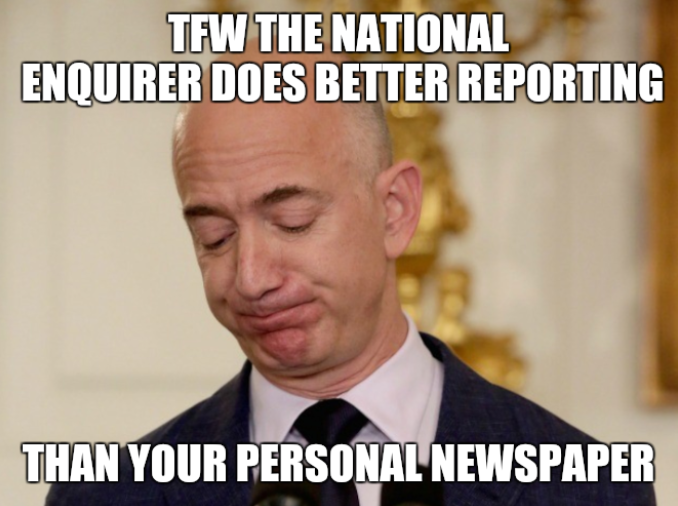 TFW THE NATIONAL
ENQUIRER DOES BETTER REPORTING
THAN YOUR PERSONAL NEWSPAPER